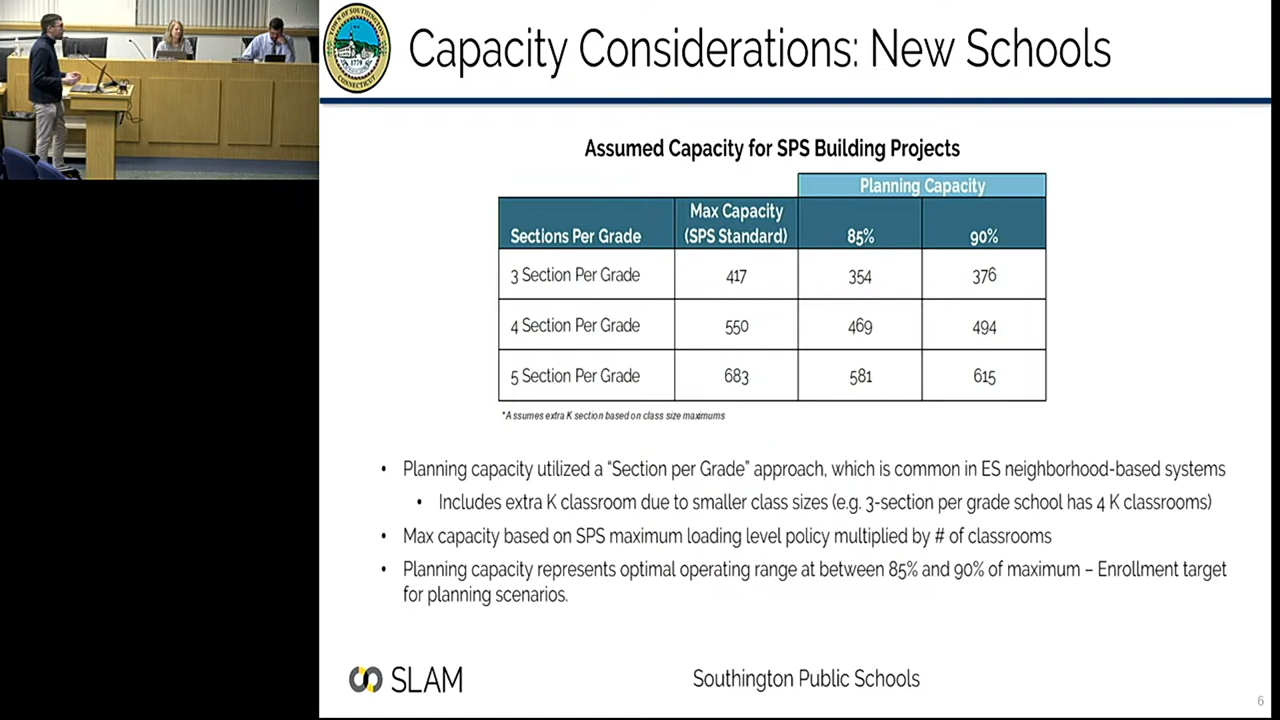 Capacity Considerations: New Schools
TOWN OF SOUTHINGTON
1779
CONNECTICUT
Assumed Capacity for SPS Building Projects
Planning Capacity
Sections Per Grade
Max Capacity
(SPS Standard)
85%
90%
3 Section Per Grade 417 354 376
4 Section Per Grade 550 469 494
5 Section Per Grade 683 581 615
*Assumes extra K section based on class size maximums
• Planning capacity utilized a “Section per Grade” approach, which is common in ES neighborhood-based systems
• Includes extra K classroom due to smaller class sizes (e.g. 3-section per grade school has 4 K classrooms)
• Max capacity based on SPS maximum loading level policy multiplied by # of classrooms
• Planning capacity represents optimal operating range at between 85% and 90% of maximum – Enrollment target
for planning scenarios.
SLAM
Southington Public Schools
6